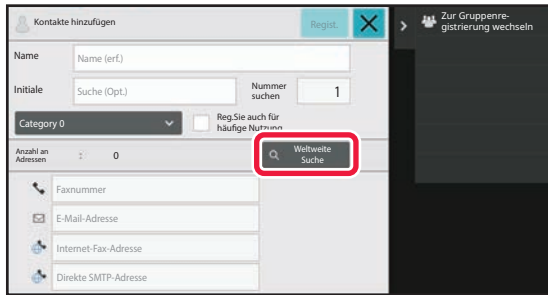 Kontakte hinzufügen
Regist.
Zur Gruppenre-
gistrierung wechseln
Name
Name (erf.)
Initiale
Suche (Opt.)
Nummer
suchen
1
Category 0
Reg.Sie auch für
häufige Nutzung
Anzahl an
Adressen
:
0
Weltweite
Suche
Faxnummer
E-Mail-Adresse
Internet-Fax-Adresse
Direkte SMTP-Adresse